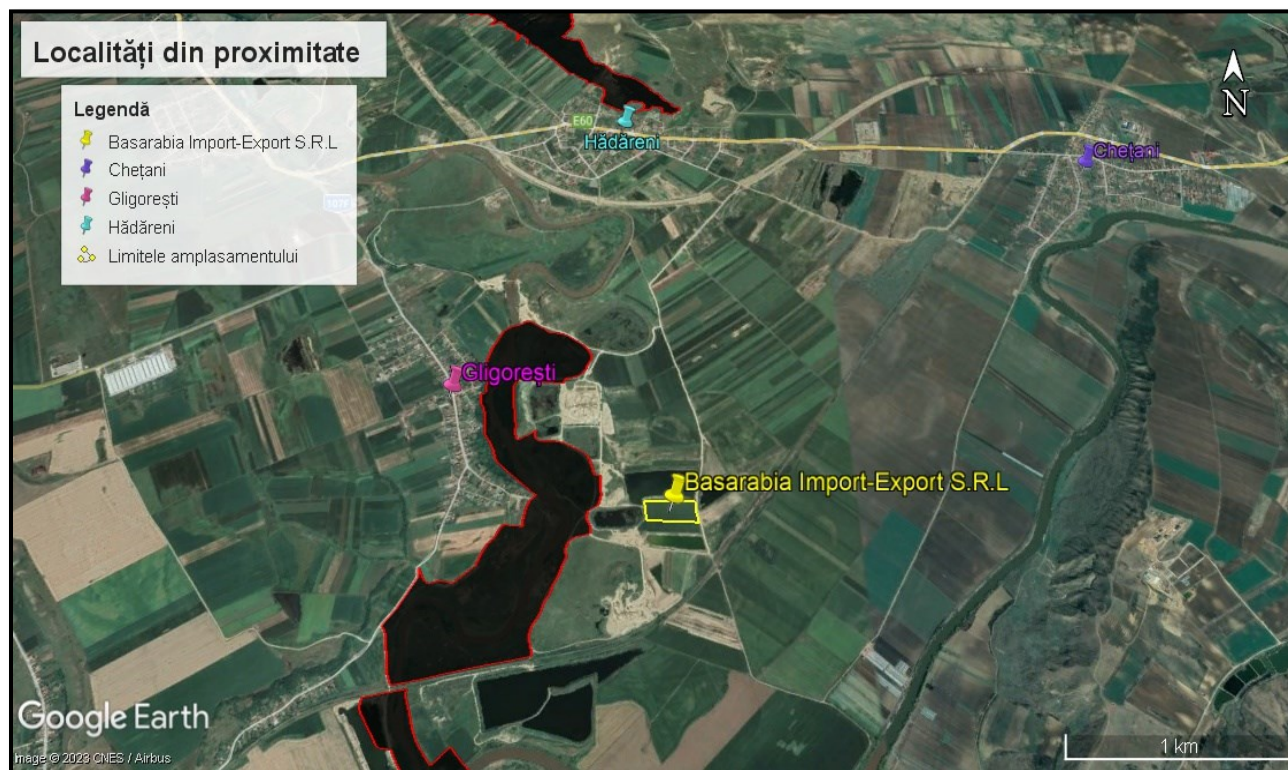 Localități din proximitate
Legendă
Basarabia Import-Export S.R.L
Chețani
Gligorești
Hădăreni
Limitele amplasamentului
N
E60
Hădăreni
Chețani
107F
Gligorești
Basarabia Import-Export S.R.L
Google Earth
Image © 2023 CNES / Airbus
1 km